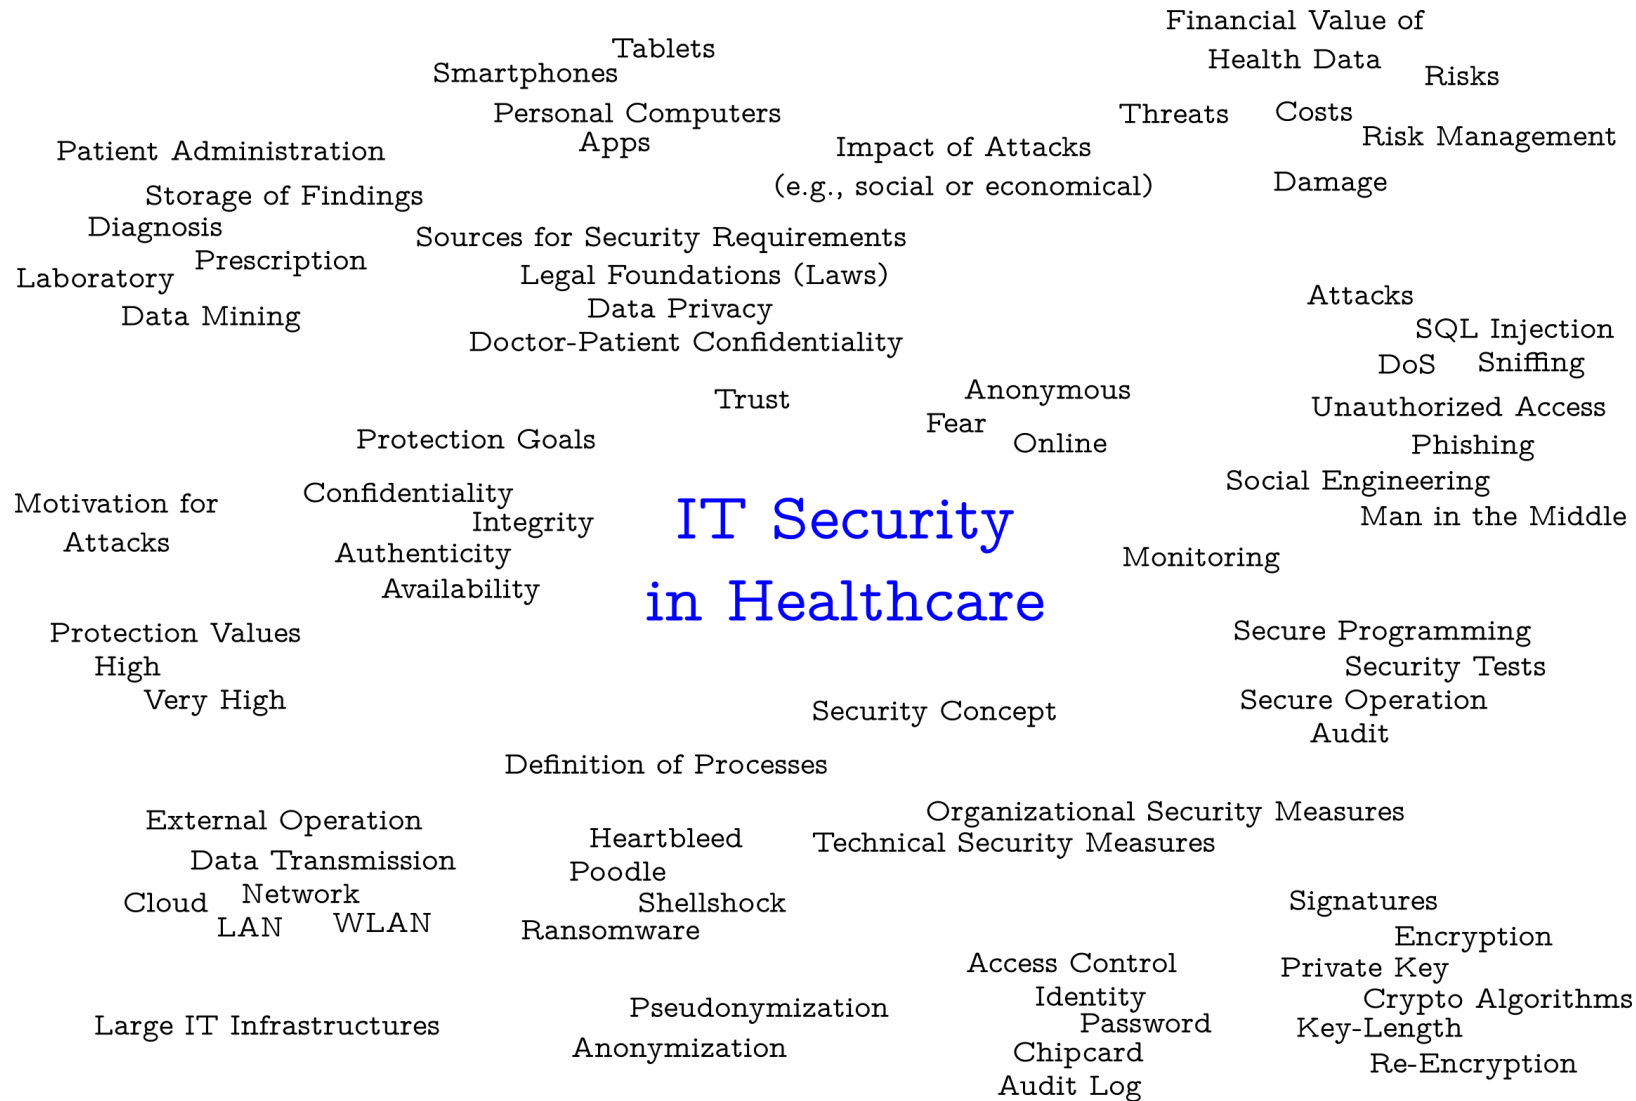 Financial Value of
Health Data
Risks
Threats
Costs
Risk Management
Damage
Tablets
Smartphones
Personal Computers
Apps
Impact of Attacks
(e.g., social or economical)
Patient Administration
Storage of Findings
Diagnosis
Prescription
Laboratory
Data Mining
Sources for Security Requirements
Legal Foundations (Laws)
Data Privacy
Doctor-Patient Confidentiality
Attacks
SQL Injection
DoS
Sniffing
Unauthorized Access
Phishing
Social Engineering
Man in the Middle
Monitoring
Trust
Anonymous
Fear
Online
Protection Goals
Confidentiality
Integrity
Authenticity
Availability
Motivation for
Attacks
IT Security
in Healthcare
Protection Values
High
Very High
Secure Programming
Security Tests
Secure Operation
Audit
Security Concept
Definition of Processes
Organizational Security Measures
Technical Security Measures
External Operation
Data Transmission
Network
Cloud
LAN
WLAN
Heartbleed
Poodle
Shellshock
Ransomware
Signatures
Encryption
Private Key
Crypto Algorithms
Key-Length
Re-Encryption
Access Control
Identity
Password
Chipcard
Audit Log
Pseudonymization
Anonymization
Large IT Infrastructures